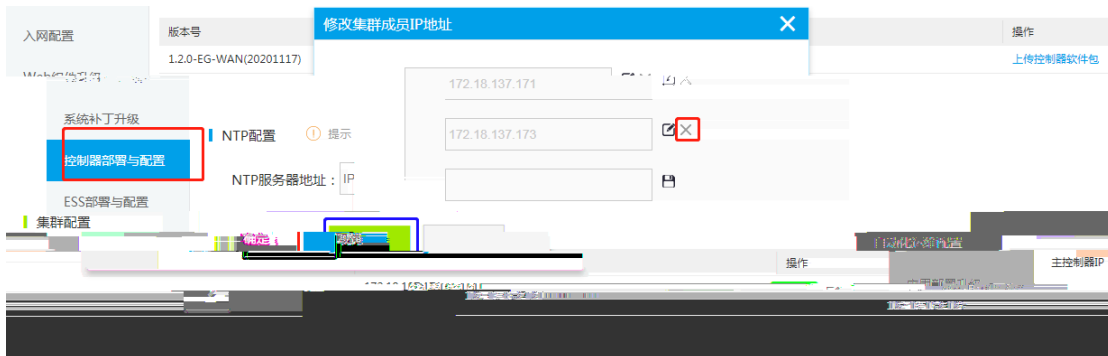 修改集群成员IP地址
入网配置
版本号
操作
1.2.0-EG-WAN(20201117)
上传控制器软件包
172.18.137.171
系统补丁升级
NTP配置
提示
172.18.137.173
控制器部署与配置
NTP服务器地址：
IP
ESS部署与配置
集群配置
确定
操作
主控制器IP